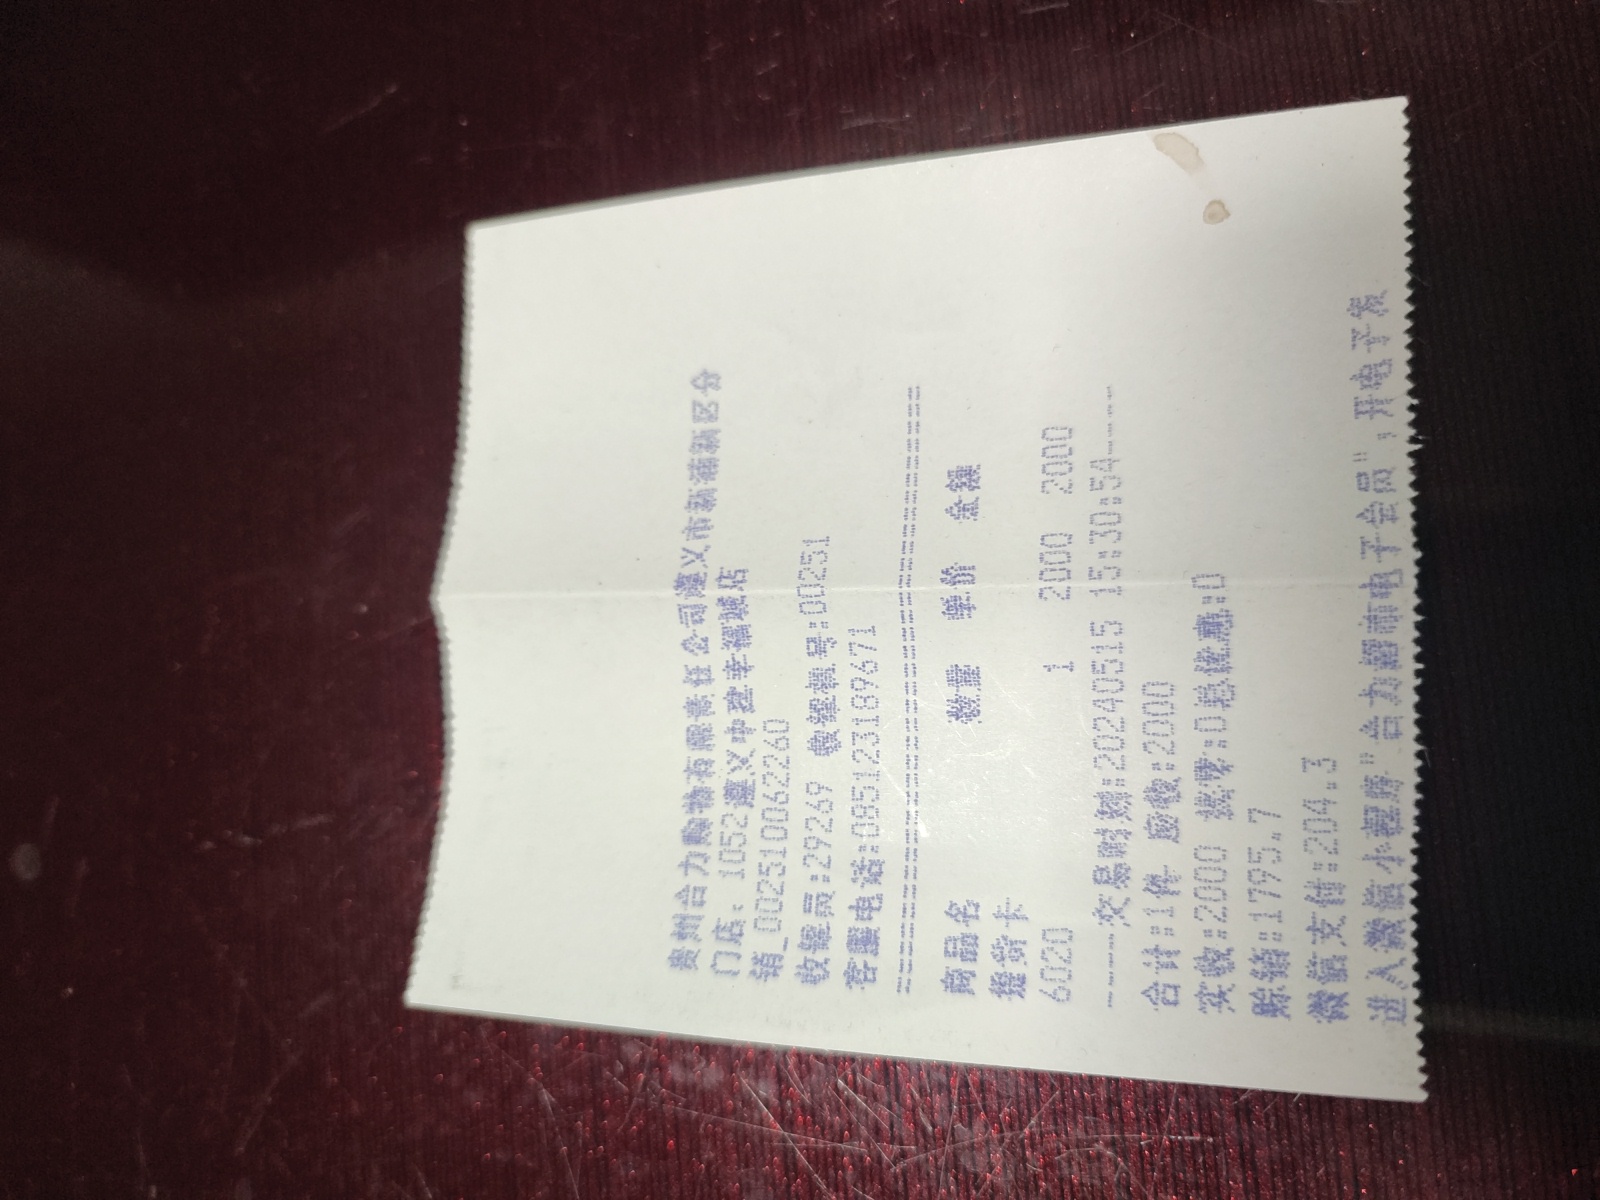 贵州合力购物有限责任公司遵义市新蒲新区分
门店: 1052遵义中建幸福城店
销_002510062260
收银员:29269 收银机号:00251
客服电话:085123189671
================================
商品名 数量 单价 金额
提货卡
6020 1 2000 2000
----交易时刻:20240515 15:30:54----
合计:1件 应收:2000
实收:2000 找零:0总优惠:0
赊销:1795.7
微信支付:204.3
进入微信小程序"合力超市电子会员",开电子发